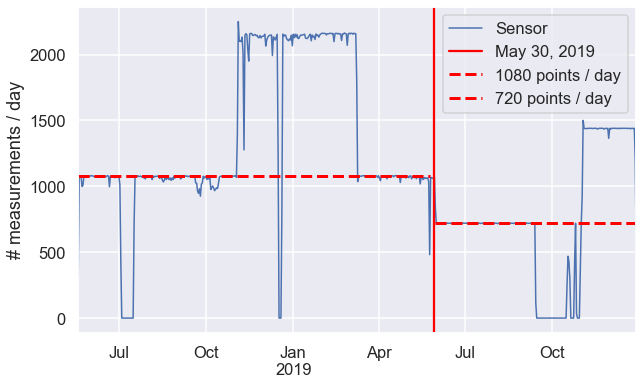 Sensor
May 30, 2019
1080 points / day
720 points / day
# measurements / day
2000
1500
1000
500
0
Jul
Oct
Jan
2019
Apr
Jul
Oct